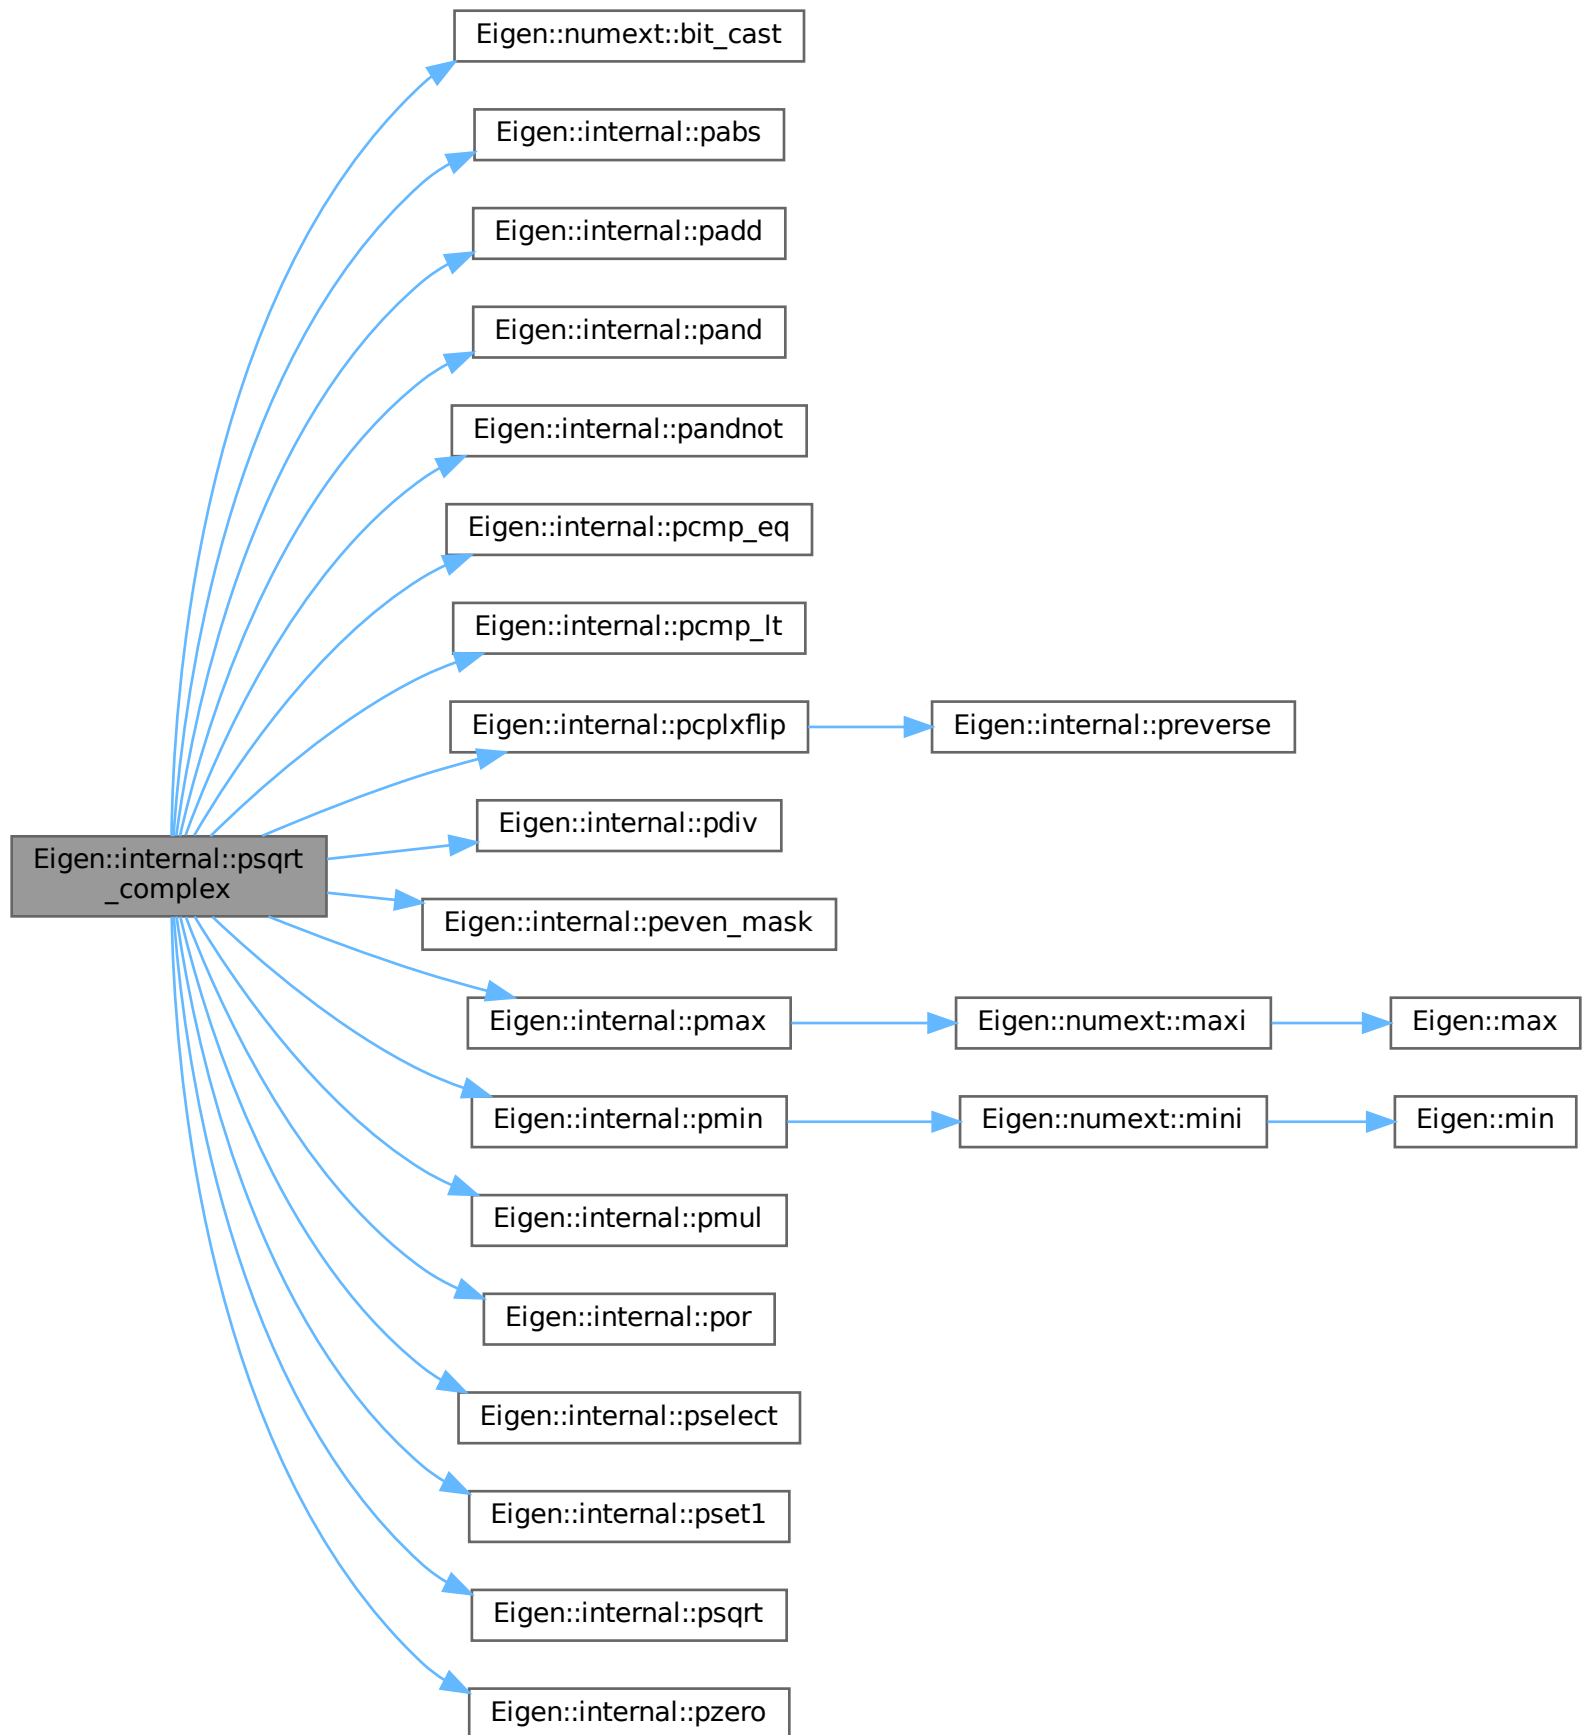 Eigen::numext::bit_cast
Eigen::internal::pabs
Eigen::internal::padd
Eigen::internal::pand
Eigen::internal::pandnot
Eigen::internal::pcmp_eq
Eigen::internal::pcmp_lt
Eigen::internal::pcplxflip
Eigen::internal::preverse
Eigen::internal::pdiv
Eigen::internal::psqrt
_complex
Eigen::internal::peven_mask
Eigen::internal::pmax
Eigen::numext::maxi
Eigen::max
Eigen::internal::pmin
Eigen::numext::mini
Eigen::min
Eigen::internal::pmul
Eigen::internal::por
Eigen::internal::pselect
Eigen::internal::pset1
Eigen::internal::psqrt
Eigen::internal::pzero